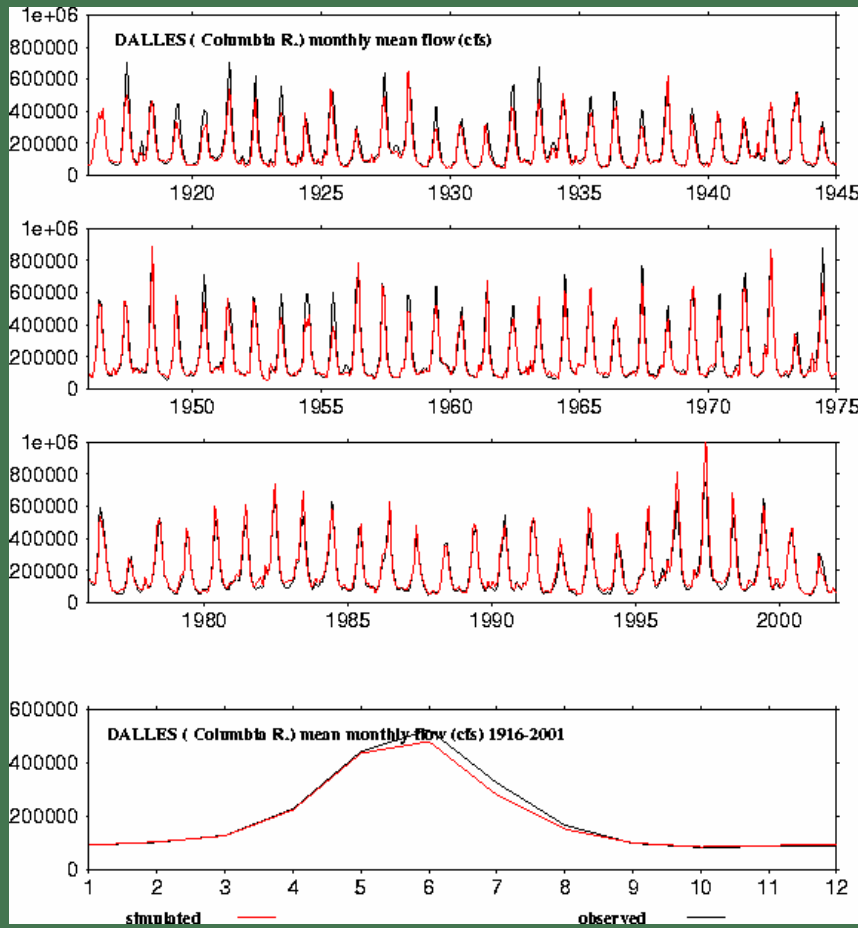 1e+06
DALLES ( Columbia R.) monthly mean flow (cfs)
800000
600000
400000
200000
0
1920 1925 1930 1935 1940 1945
1e+06
800000
600000
400000
200000
0
1950 1955 1960 1965 1970 1975
1e+06
800000
600000
400000
200000
0
1980 1985 1990 1995 2000
600000
DALLES ( Columbia R.) mean monthly flow (cfs) 1916-2001
400000
200000
0
1 2 3 4 5 6 7 8 9 10 11 12
simulated observed